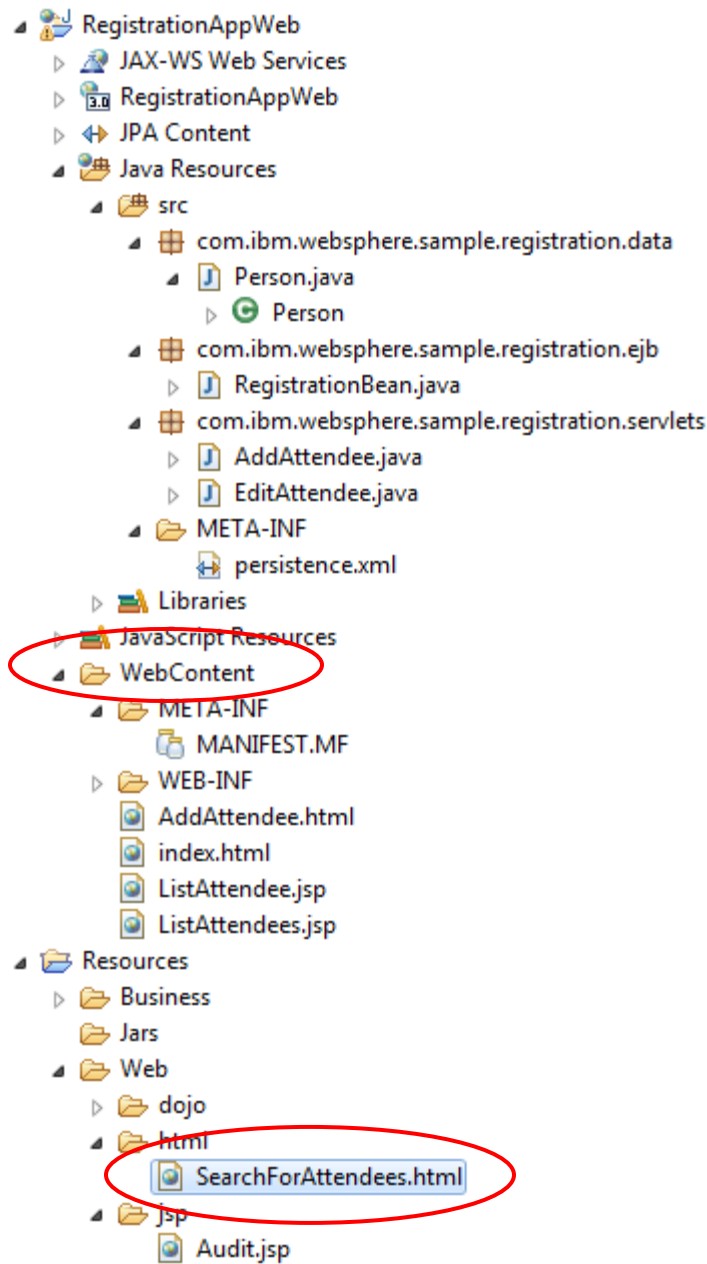 RegistrationAppWeb
JAX-WS Web Services
3.0 RegistrationAppWeb
JPA Content
Java Resources
src
com.ibm.websphere.sample.registration.data
J Person.java
C Person
com.ibm.websphere.sample.registration.ejb
J RegistrationBean.java
com.ibm.websphere.sample.registration.servlets
J AddAttendee.java
J EditAttendee.java
META-INF
persistence.xml
Libraries
JavaScript Resources
WebContent
META-INF
MANIFEST.MF
WEB-INF
AddAttendee.html
index.html
ListAttendee.jsp
ListAttendees.jsp
Resources
Business
Jars
Web
dojo
html
SearchForAttendees.html
jsp
Audit.jsp